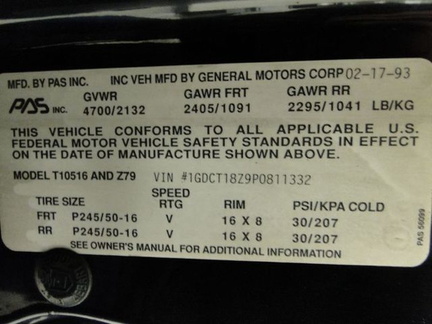 MFD. BY PAS INC. INC VEH MFD BY GENERAL MOTORS CORP 02-17-93
PAS INC. GVWR GAWR FRT GAWR RR
4700/2132 2405/1091 2295/1041 LB/KG
THIS VEHICLE CONFORMS TO ALL APPLICABLE U.S.
FEDERAL MOTOR VEHICLE SAFETY STANDARDS IN EFFECT
ON THE DATE OF MANUFACTURE SHOWN ABOVE.
MODEL T10516 AND Z79 VIN #1GDCT18Z9P0811332
TIRE SIZE SPEED RTG RIM PSI/KPA COLD
FRT P245/50-16 V 16 X 8 30/207
RR P245/50-16 V 16 X 8 30/207
SEE OWNER'S MANUAL FOR ADDITIONAL INFORMATION
PAS 56099